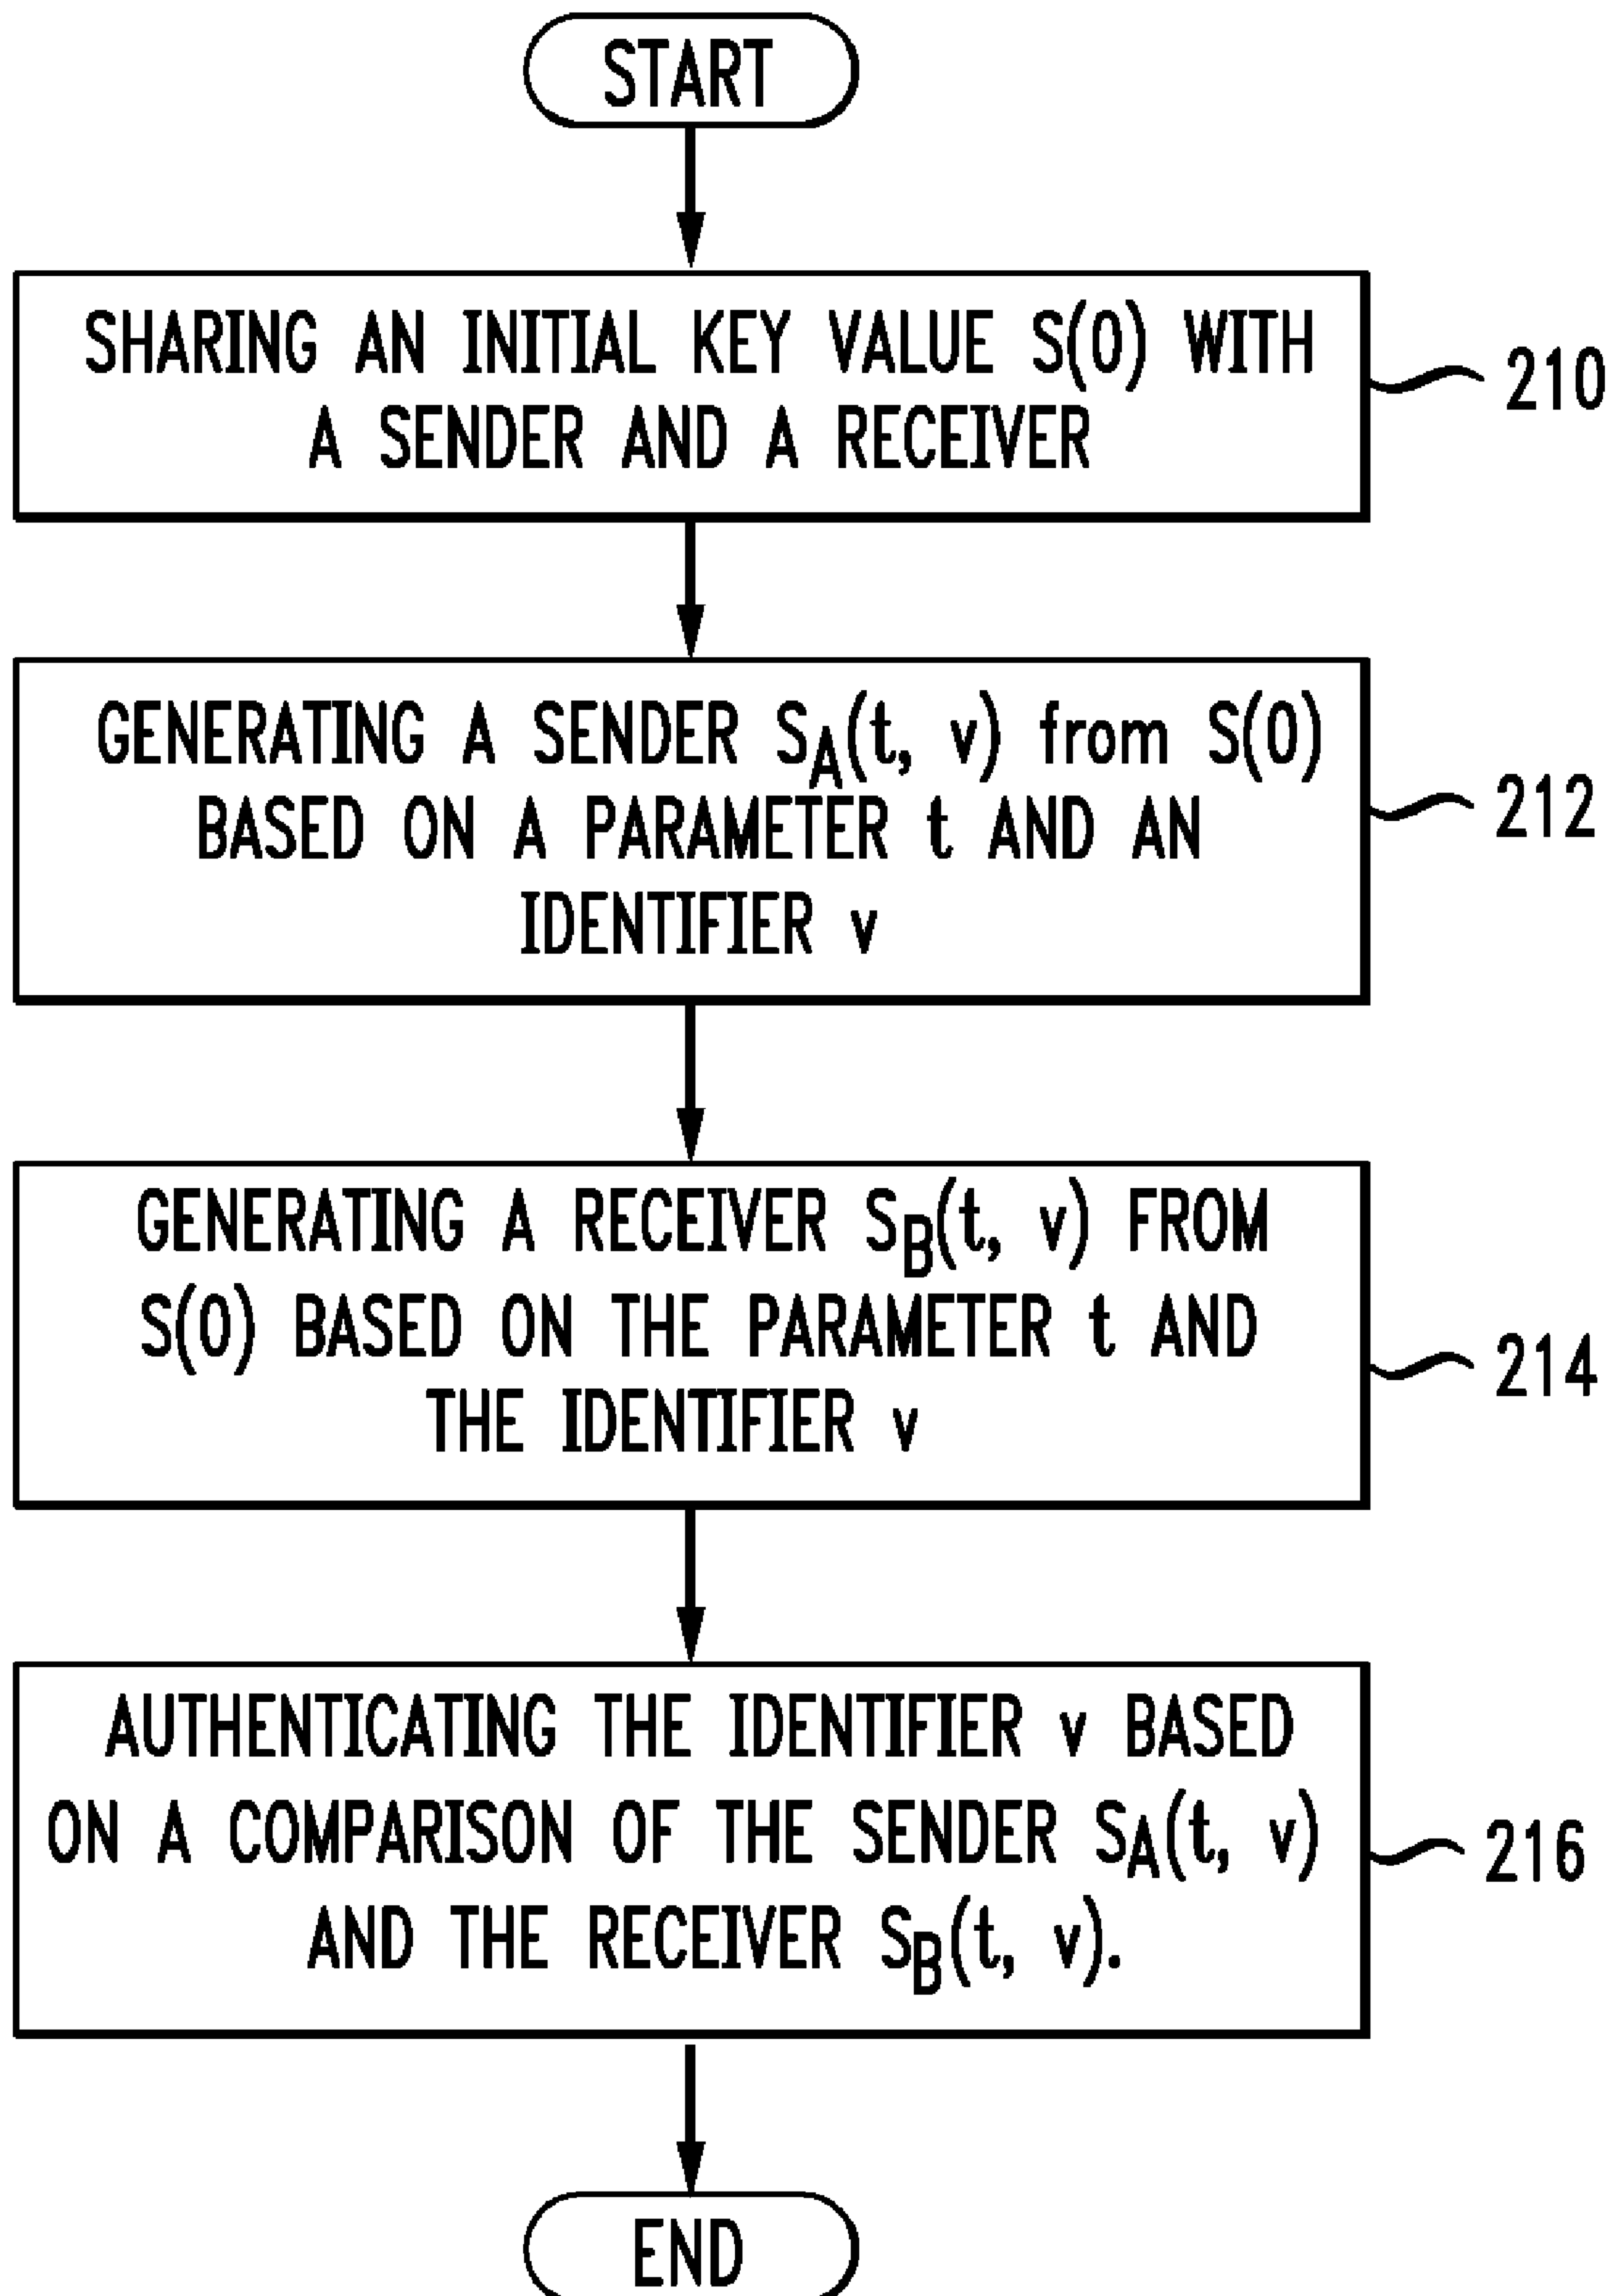 START
SHARING AN INITIAL KEY VALUE S(0) WITH
A SENDER AND A RECEIVER
210
GENERATING A SENDER SA(t, v) from S(0)
BASED ON A PARAMETER t AND AN
IDENTIFIER v
212
GENERATING A RECEIVER SB(t, v) FROM
S(0) BASED ON THE PARAMETER t AND
THE IDENTIFIER v
214
AUTHENTICATING THE IDENTIFIER v BASED
ON A COMPARISON OF THE SENDER SA(t, v)
AND THE RECEIVER SB(t, v).
216
END